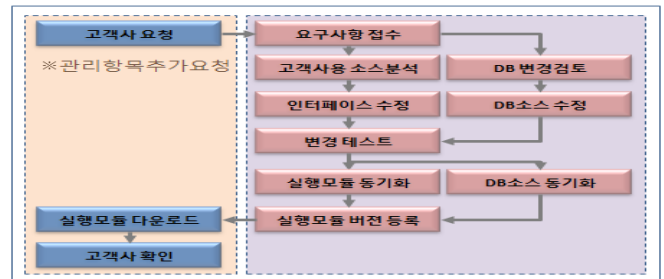 고객사 요청
요구사항 접수
※관리항목추가요청
고객사용 소스분석
DB 변경검토
인터페이스 수정
DB소스 수정
변경 테스트
실행모듈 동기화
DB소스 동기화
실행모듈 다운로드
실행모듈 버전 등록
고객사 확인